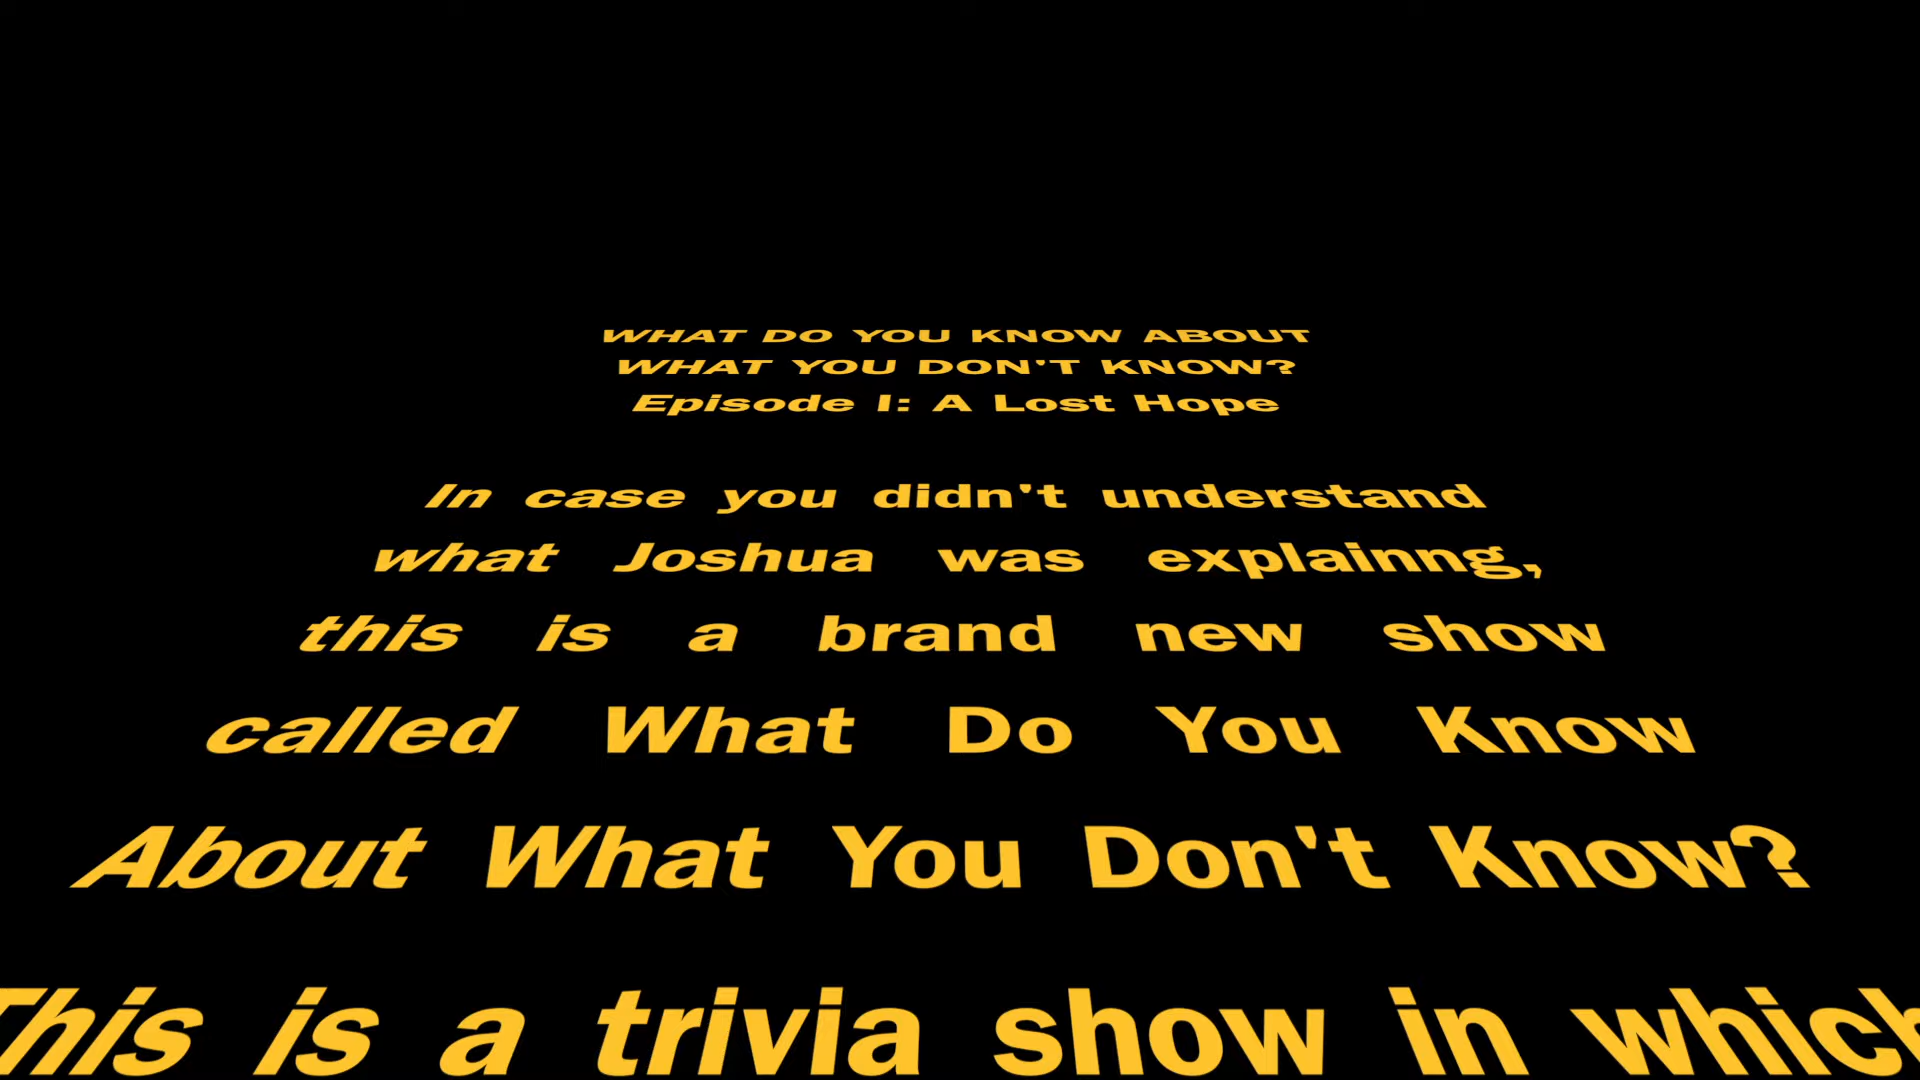 WHAT DO YOU KNOW ABOUT
WHAT YOU DON'T KNOW?
Episode I: A Lost Hope
In case you didn't understand
what Joshua was explainng,
this is a brand new show
called What Do You Know
About What You Don't Know?
This is a trivia show in which